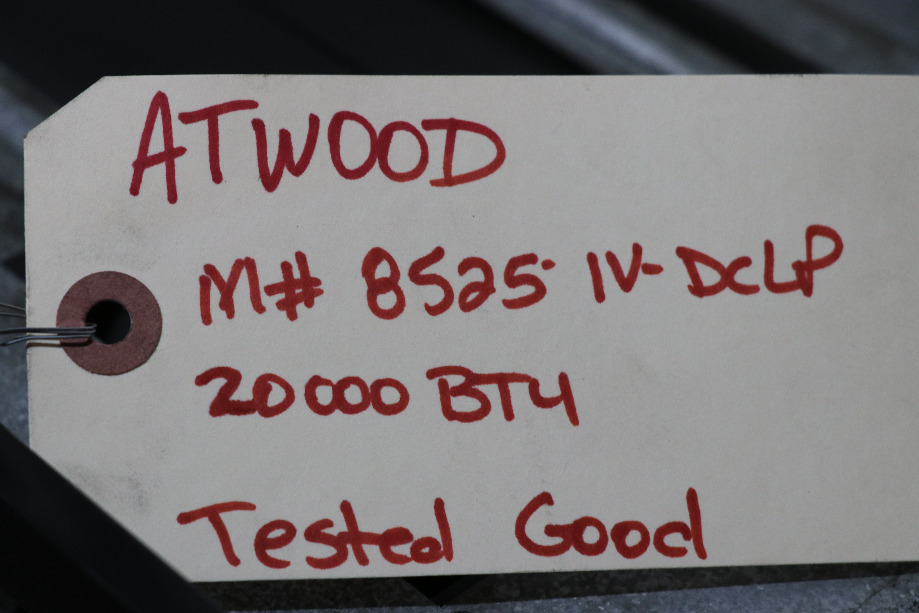 ATWOOD
M# 8525 IV-DCLP
20000 BTU
Tested Good